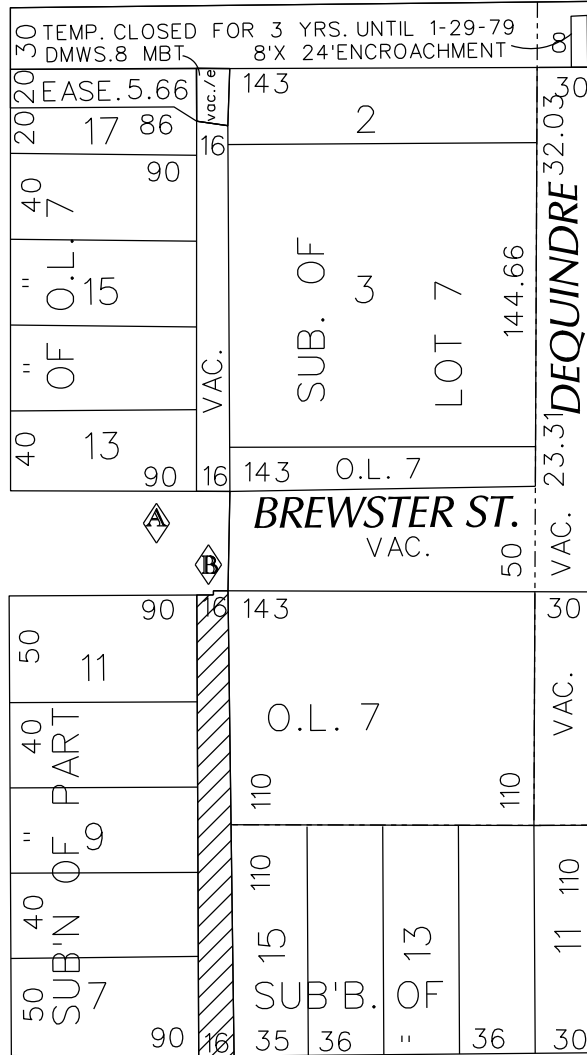 30 TEMP. CLOSED FOR 3 YRS. UNTIL 1-29-79
DMWS.8 MBT 8'X 24'ENCROACHMENT 8
20 EASE. 5.66 vac./e 143 30
20 17 86 2 32.03
16
90
40 7
" 15
" OF O.L.
SUB. OF 3 LOT 7 144.66
DEQUINDRE
VAC.
40 13
90 16 143 O.L. 7 23.31
A BREWSTER ST.
VAC. 50 VAC.
B
90 16 143 30
50 11
O.L. 7 VAC.
40
110 110
" 9
SUB'N OF PART
40 110 110
15 13 11
50 7 SUB'B. OF
90 16 35 36 " 36 30